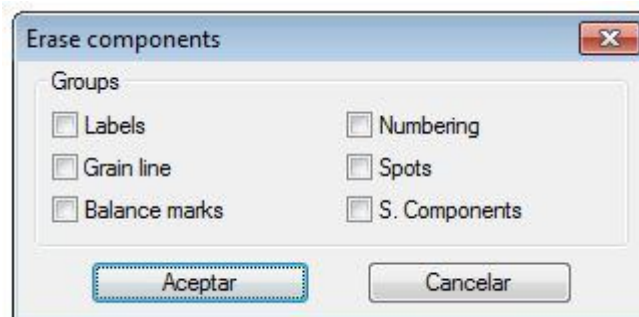 Erase components
Groups
Labels
Numbering
Grain line
Spots
Balance marks
S. Components
Aceptar
Cancelar